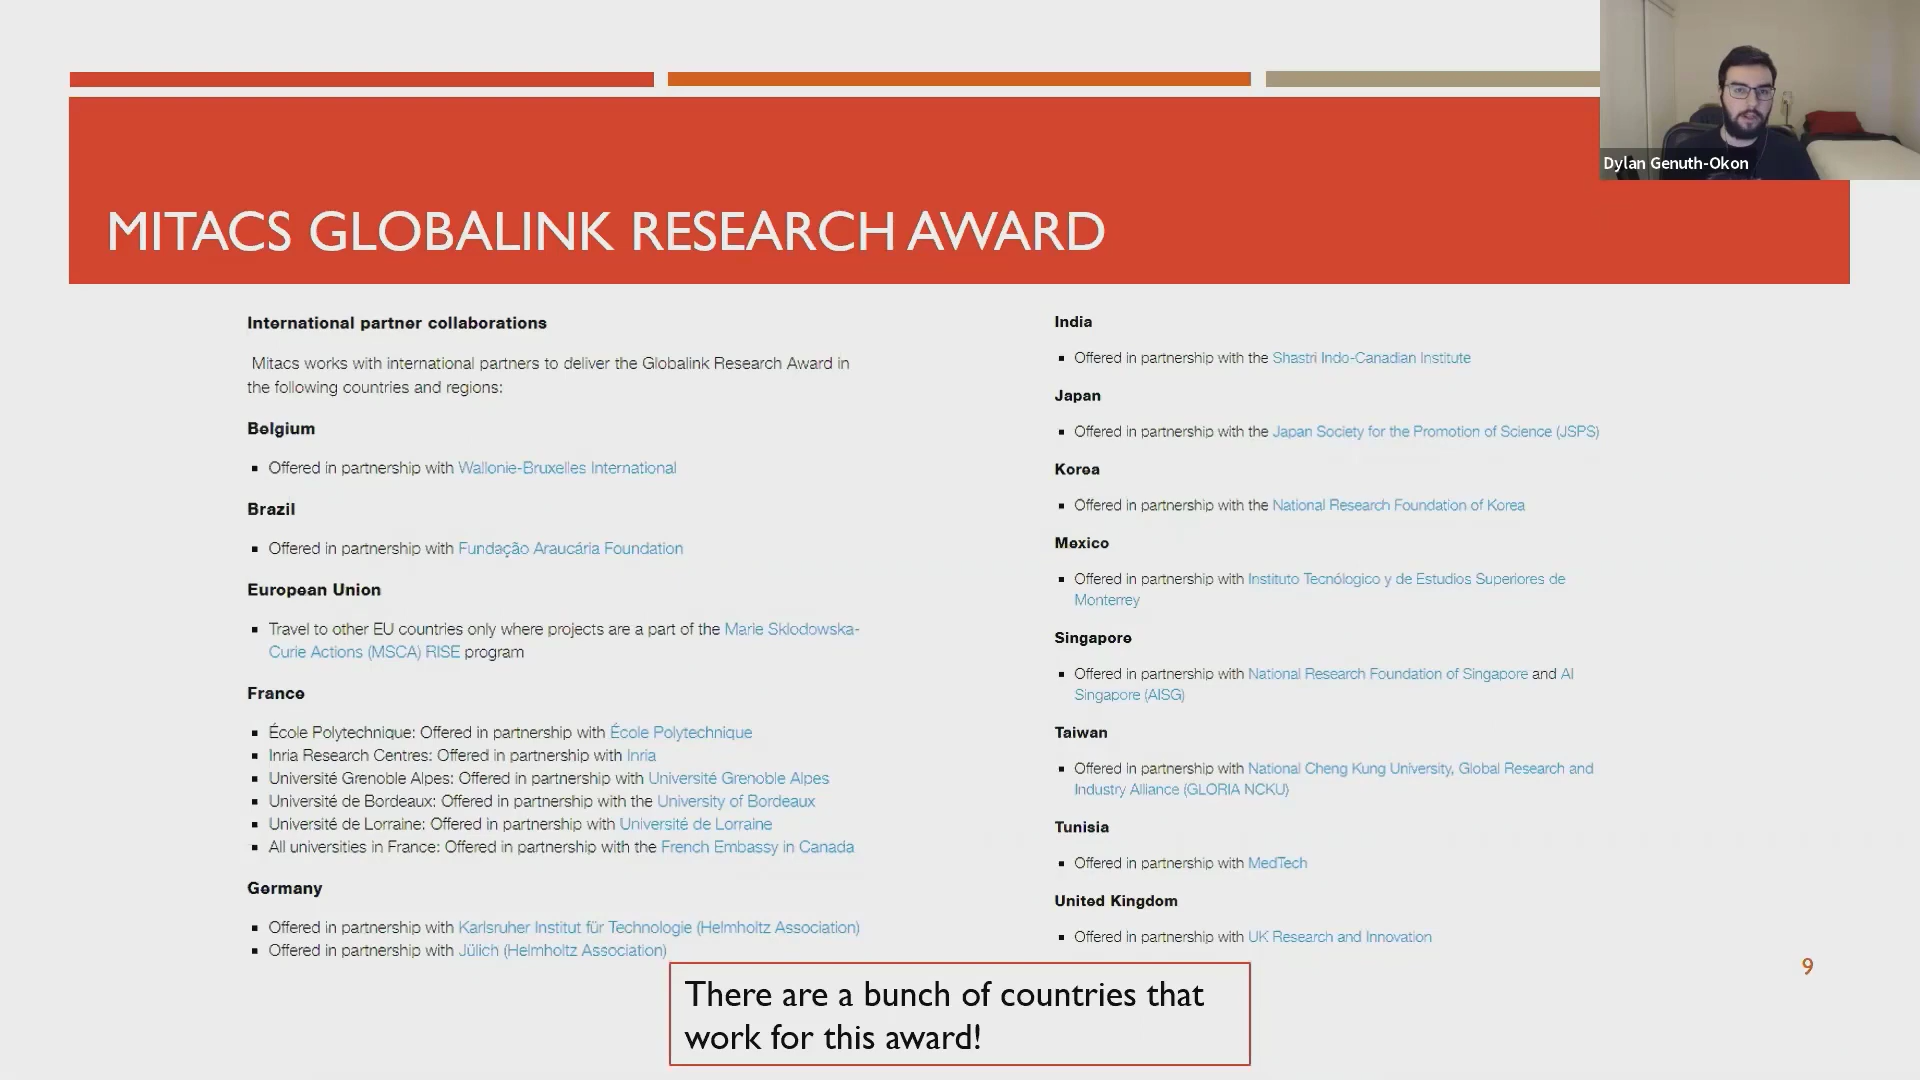 Dylan Genuth-Okon
MITACS GLOBALINK RESEARCH AWARD
International partner collaborations
Mitacs works with international partners to deliver the Globalink Research Award in
the following countries and regions:
Belgium
▪ Offered in partnership with Wallonie-Bruxelles International
Brazil
▪ Offered in partnership with Fundação Araucária Foundation
European Union
▪ Travel to other EU countries only where projects are a part of the Marie Sklodowska-
Curie Actions (MSCA) RISE program
France
▪ École Polytechnique: Offered in partnership with École Polytechnique
▪ Inria Research Centres: Offered in partnership with Inria
▪ Université Grenoble Alpes: Offered in partnership with Université Grenoble Alpes
▪ Université de Bordeaux: Offered in partnership with the University of Bordeaux
▪ Université de Lorraine: Offered in partnership with Université de Lorraine
▪ All universities in France: Offered in partnership with the French Embassy in Canada
Germany
▪ Offered in partnership with Karlsruher Institut für Technologie (Helmholtz Association)
▪ Offered in partnership with Jülich (Helmholtz Association)
India
▪ Offered in partnership with the Shastri Indo-Canadian Institute
Japan
▪ Offered in partnership with the Japan Society for the Promotion of Science (JSPS)
Korea
▪ Offered in partnership with the National Research Foundation of Korea
Mexico
▪ Offered in partnership with Instituto Tecnólogico y de Estudios Superiores de
Monterrey
Singapore
▪ Offered in partnership with National Research Foundation of Singapore and AI
Singapore (AISG)
Taiwan
▪ Offered in partnership with National Cheng Kung University, Global Research and
Industry Alliance (GLORIA NCKU)
Tunisia
▪ Offered in partnership with MedTech
United Kingdom
▪ Offered in partnership with UK Research and Innovation
There are a bunch of countries that
work for this award!
9